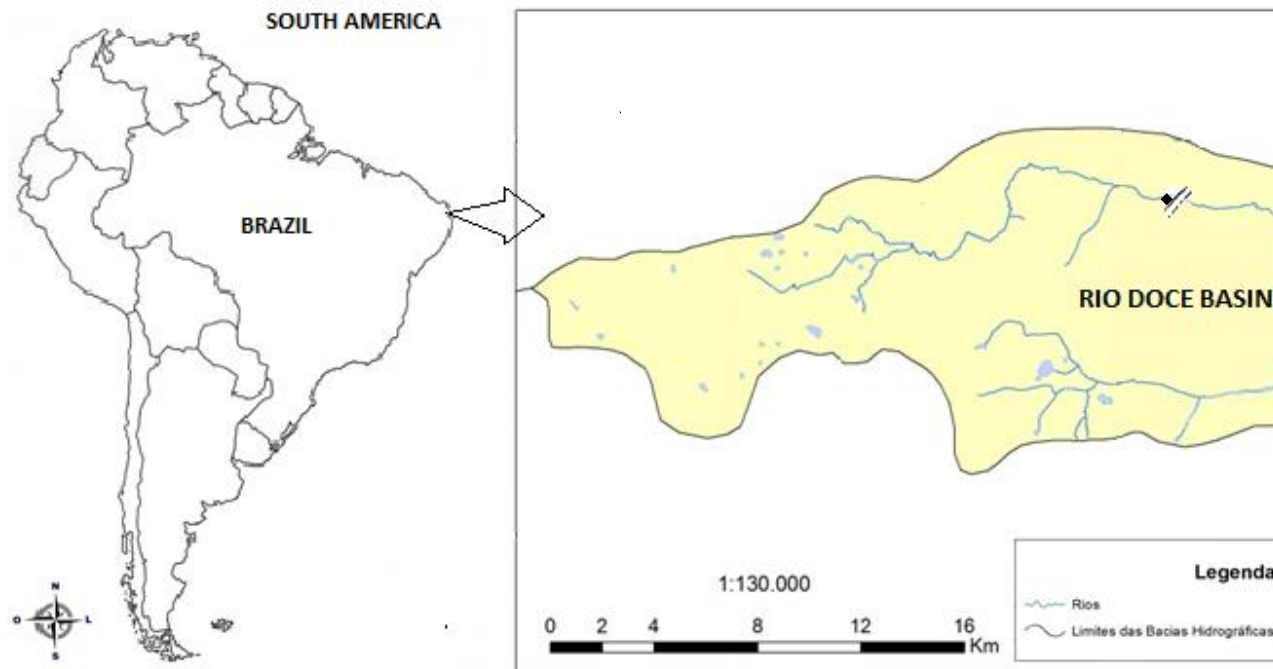 SOUTH AMERICA
BRAZIL
RIO DOCE BASIN
1:130.000
0 2 4 8 12 16
Km
Legenda
Rios
Limites das Bacias Hidrográficas
N
O L
S